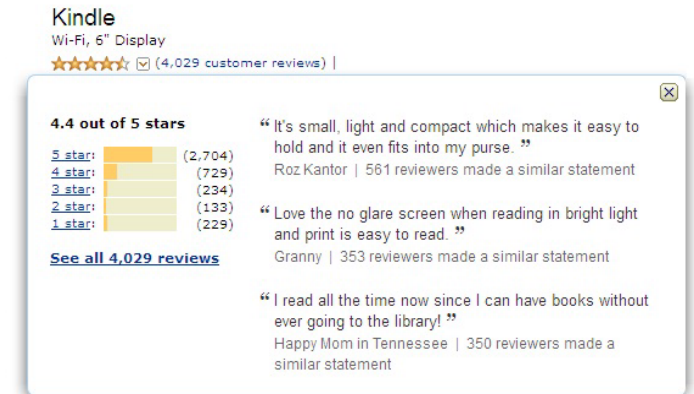 Kindle
Wi-Fi, 6" Display
(4,029 customer reviews) |
4.4 out of 5 stars
5 star: (2,704)
4 star: (729)
3 star: (234)
2 star: (133)
1 star: (229)
See all 4,029 reviews
“ It's small, light and compact which makes it easy to
hold and it even fits into my purse. ”
Roz Kantor | 561 reviewers made a similar statement
“ Love the no glare screen when reading in bright light
and print is easy to read. ”
Granny | 353 reviewers made a similar statement
“ I read all the time now since I can have books without
ever going to the library! ”
Happy Mom in Tennessee | 350 reviewers made a
similar statement